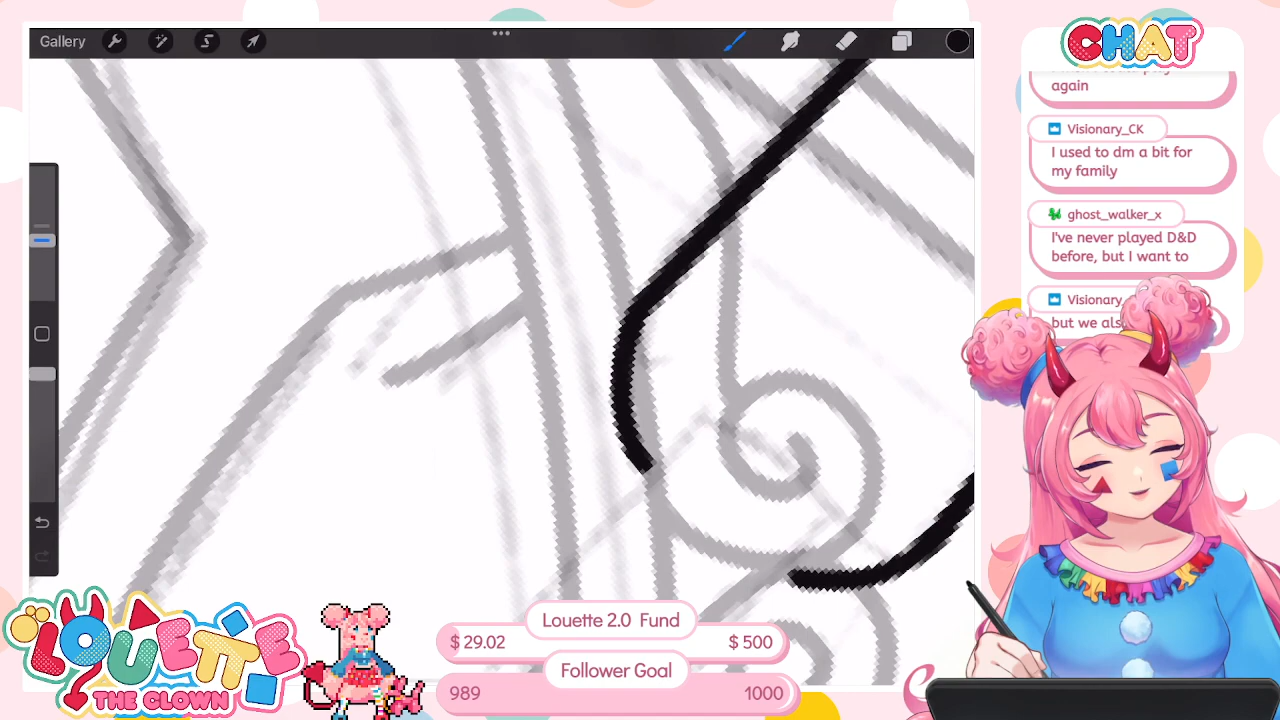 Gallery
CHAT
again
Visionary_CK
I used to dm a bit for
my family
ghost_walker_x
I've never played D&D
before, but I want to
Visionary
but we als
LOUETTE
THE CLOWN
Louette 2.0 Fund
$ 29.02
$ 500
Follower Goal
989
1000